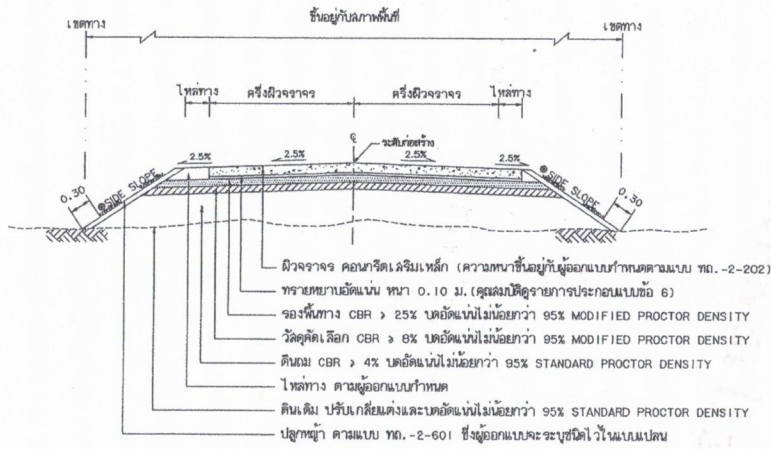 ขึ้นอยู่กับสภาพพื้นที่
เขตทาง
เขตทาง
ไหล่ทาง
ครึ่งผิวจราจร
ครึ่งผิวจราจร
ไหล่ทาง
ระดับก่อสร้าง
2.5%
2.5%
2.5%
2.5%
0.30
SIDE SLOPE
SIDE SLOPE
0.30
ผิวจราจร คอนกรีตเสริมเหล็ก (ความหนาขึ้นอยู่กับผู้ออกแบบกำหนดตามแบบ ทถ.-2-202)
ทรายหยาบอัดแน่น หนา 0.10 ม.(คุณสมบัติดูรายการประกอบแบบข้อ 6)
รองพื้นทาง CBR ≥ 25% บดอัดแน่นไม่น้อยกว่า 95% MODIFIED PROCTOR DENSITY
วัสดุคัดเลือก CBR ≥ 8% บดอัดแน่นไม่น้อยกว่า 95% MODIFIED PROCTOR DENSITY
ดินถม CBR ≥ 4% บดอัดแน่นไม่น้อยกว่า 95% STANDARD PROCTOR DENSITY
ไหล่ทาง ตามผู้ออกแบบกำหนด
ดินเดิม ปรับเกลี่ยแต่งและบดอัดแน่นไม่น้อยกว่า 95% STANDARD PROCTOR DENSITY
ปลูกหญ้า ตามแบบ ทถ.-2-601 ซึ่งผู้ออกแบบจะระบุชนิดไว้ในแบบแปลน